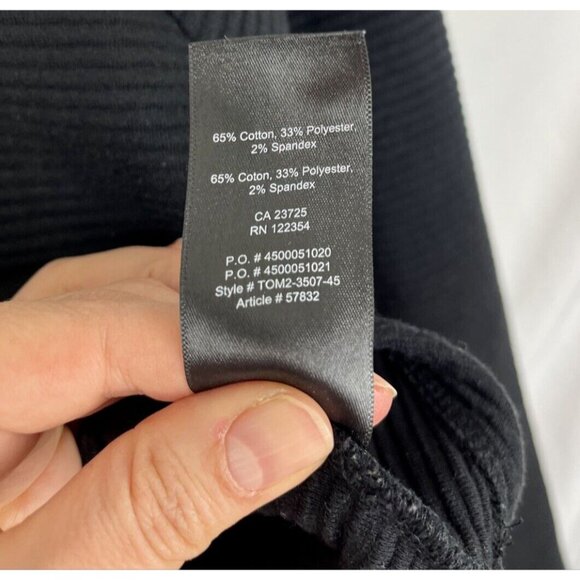 65% Cotton, 33% Polyester,
2% Spandex
65% Coton, 33% Polyester,
2% Spandex
CA 23725
RN 122354
P.O. # 4500051020
P.O. # 4500051021
Style # TOM2-3507-45
Article # 57832